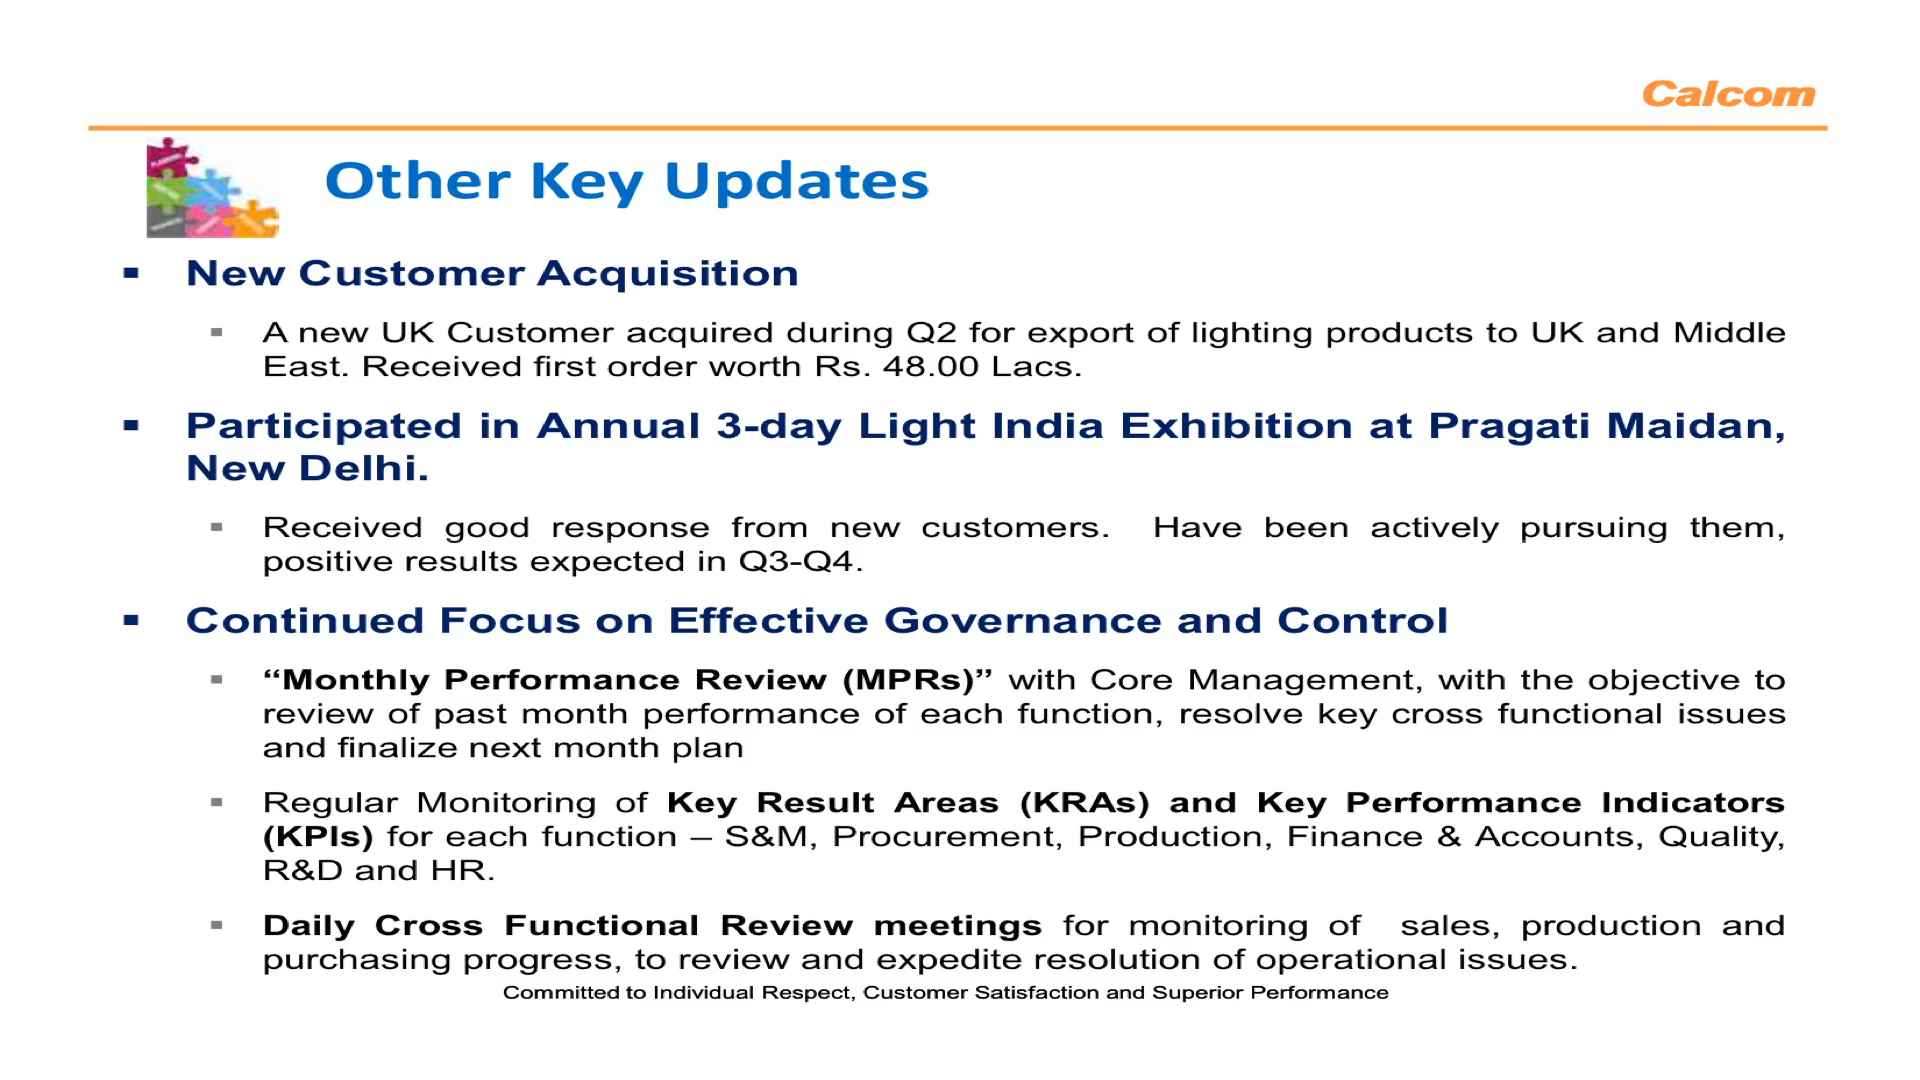 Calcom
Other Key Updates
▪ New Customer Acquisition
▪ A new UK Customer acquired during Q2 for export of lighting products to UK and Middle
East. Received first order worth Rs. 48.00 Lacs.
▪ Participated in Annual 3-day Light India Exhibition at Pragati Maidan,
New Delhi.
▪ Received good response from new customers. Have been actively pursuing them,
positive results expected in Q3-Q4.
▪ Continued Focus on Effective Governance and Control
▪ “Monthly Performance Review (MPRs)” with Core Management, with the objective to
review of past month performance of each function, resolve key cross functional issues
and finalize next month plan
▪ Regular Monitoring of Key Result Areas (KRAs) and Key Performance Indicators
(KPIs) for each function – S&M, Procurement, Production, Finance & Accounts, Quality,
R&D and HR.
▪ Daily Cross Functional Review meetings for monitoring of sales, production and
purchasing progress, to review and expedite resolution of operational issues.
Committed to Individual Respect, Customer Satisfaction and Superior Performance